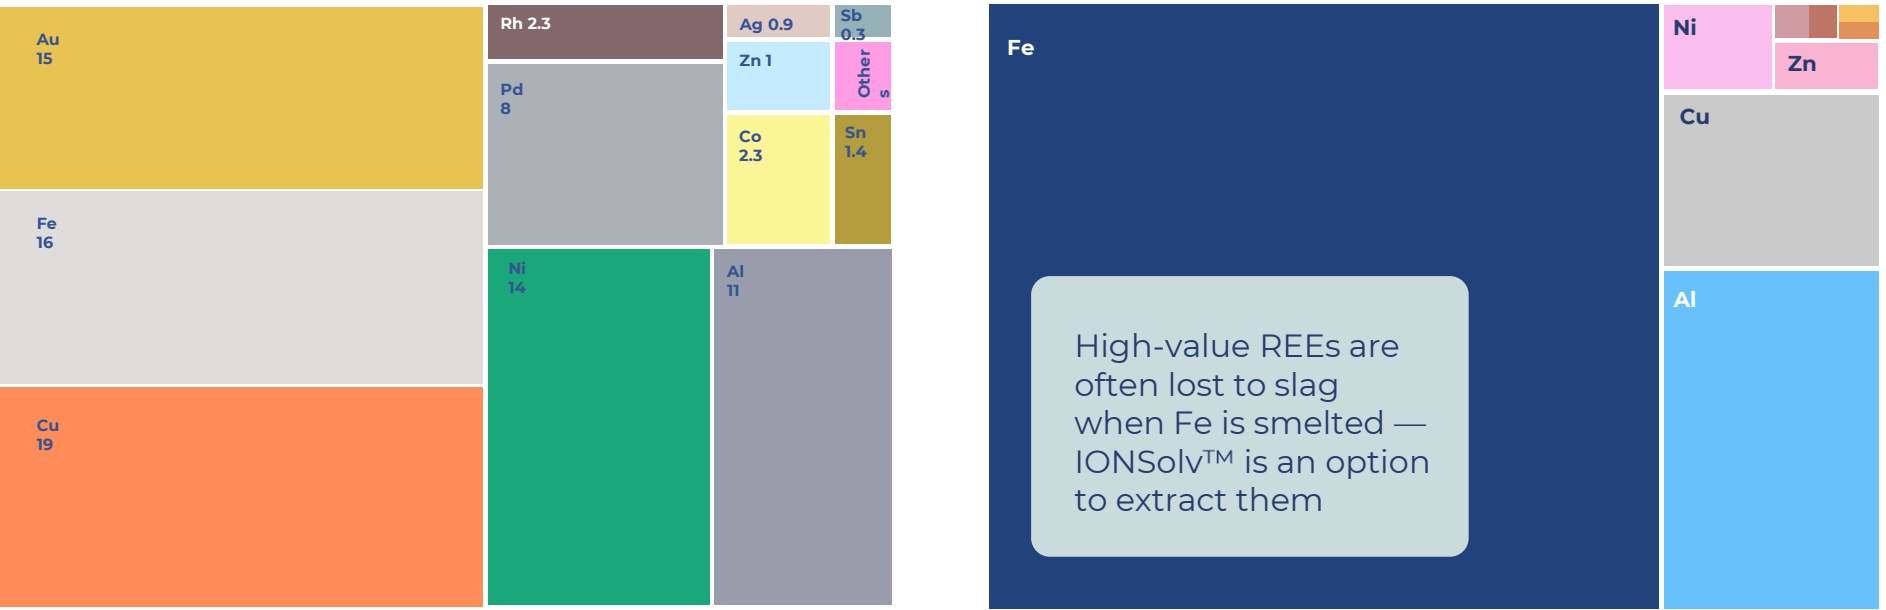 Au
15
Fe
16
Cu
19
Rh 2.3
Pd
8
Ag 0.9
Zn 1
Co
2.3
Sb
0.3
Other
s
Sn
1.4
Ni
14
Al
11
Fe
High-value REEs are
often lost to slag
when Fe is smelted —
IONSolv™ is an option
to extract them
Ni
Zn
Cu
Al